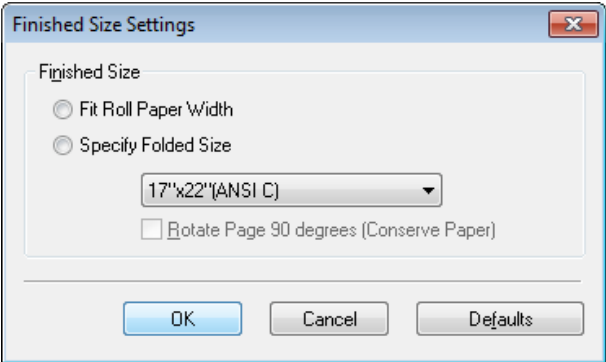 Finished Size Settings
Finished Size
Fit Roll Paper Width
Specify Folded Size
17"x22"(ANSI C)
Rotate Page 90 degrees (Conserve Paper)
OK Cancel Defaults